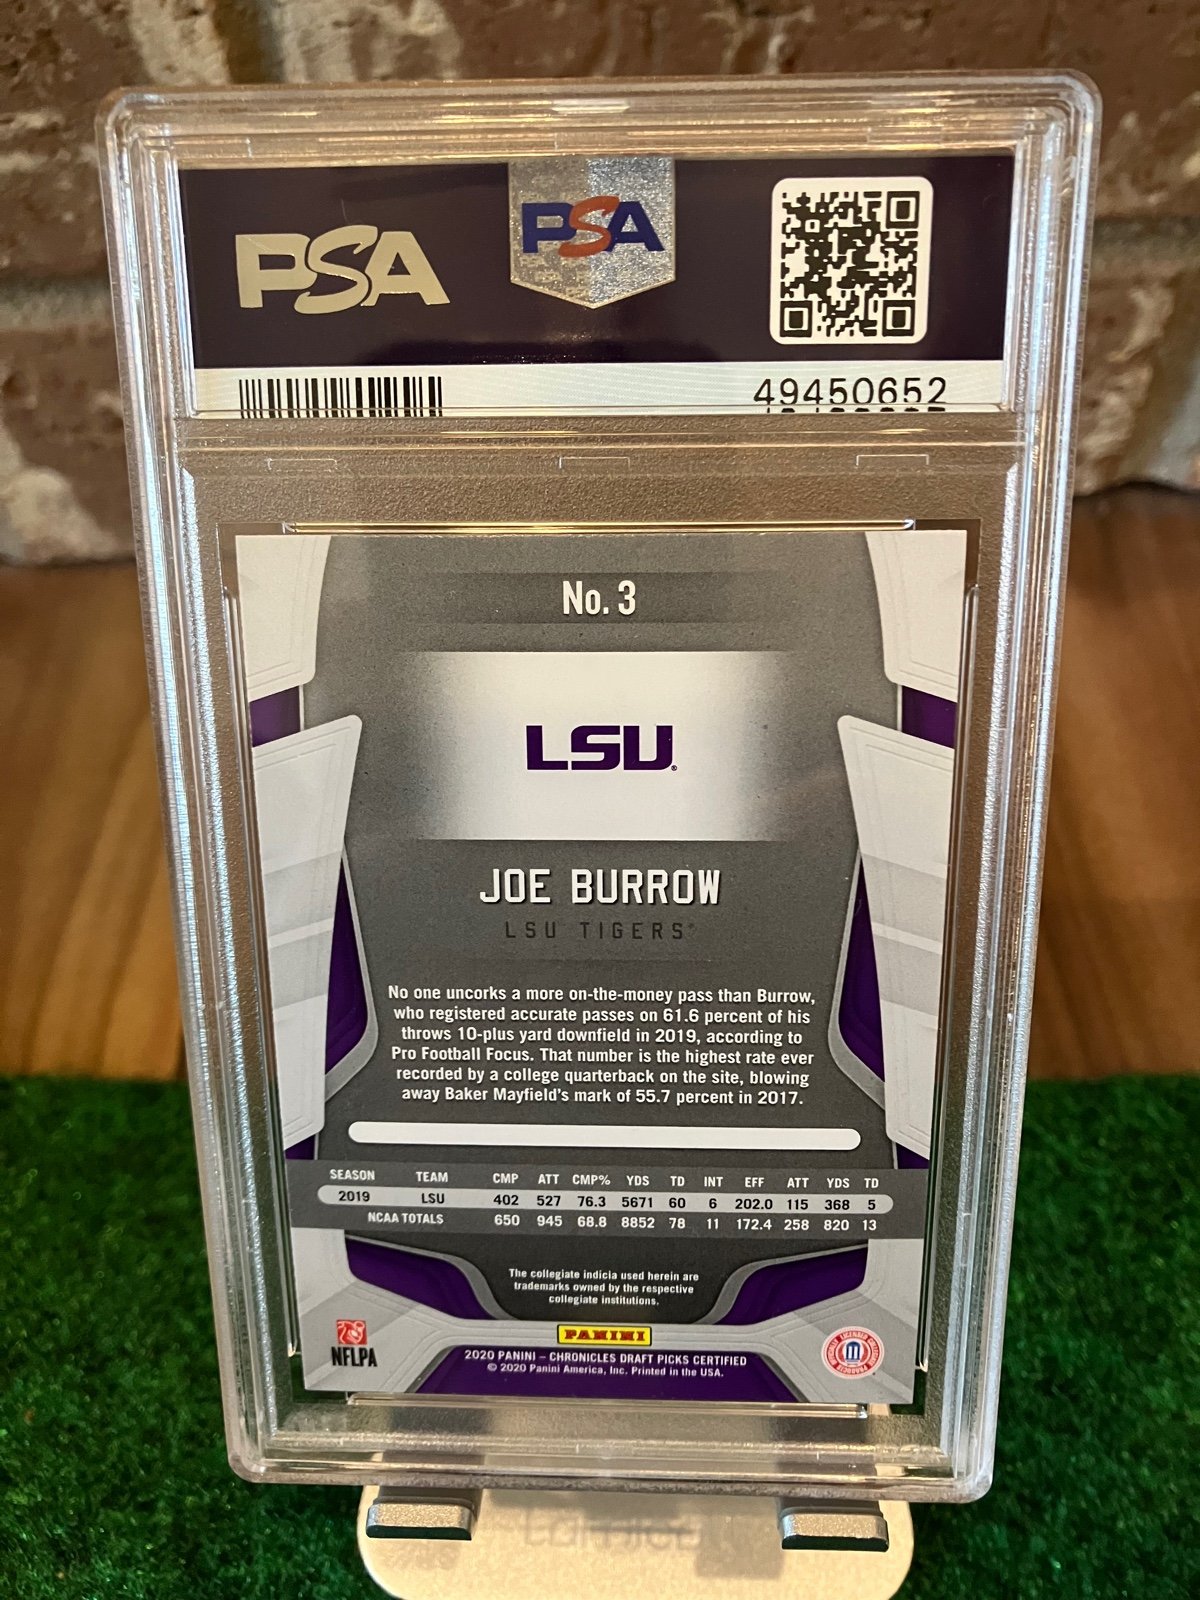 PSA
PSA
49450652
No. 3
LSU®
JOE BURROW
LSU TIGERS®
No one uncorks a more on-the-money pass than Burrow,
who registered accurate passes on 61.6 percent of his
throws 10-plus yard downfield in 2019, according to
Pro Football Focus. That number is the highest rate ever
recorded by a college quarterback on the site, blowing
away Baker Mayfield's mark of 55.7 percent in 2017.
SEASON TEAM CMP ATT CMP% YDS TD INT EFF ATT YDS TD
2019 LSU 402 527 76.3 5671 60 6 202.0 115 368 5
NCAA TOTALS 650 945 68.8 8852 78 11 172.4 258 820 13
The collegiate indicia used herein are
trademarks owned by the respective
collegiate institutions.
PANINI
NFLPA
2020 PANINI – CHRONICLES DRAFT PICKS CERTIFIED
© 2020 Panini America, Inc. Printed in the USA.